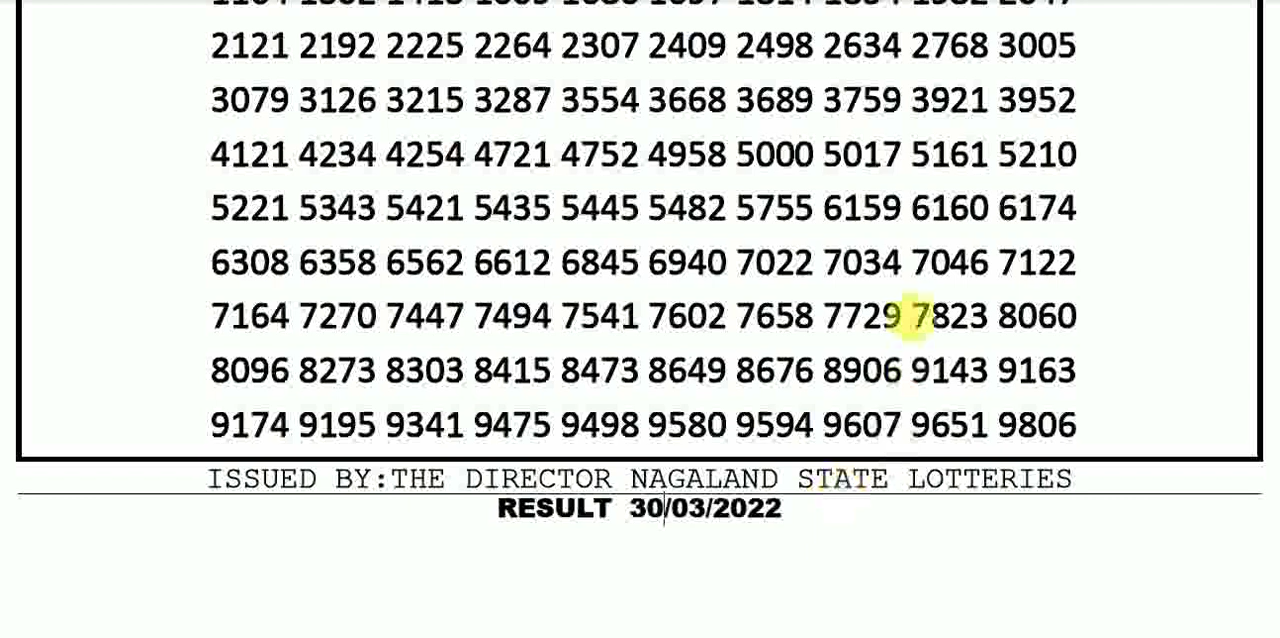 2121 2192 2225 2264 2307 2409 2498 2634 2768 3005
3079 3126 3215 3287 3554 3668 3689 3759 3921 3952
4121 4234 4254 4721 4752 4958 5000 5017 5161 5210
5221 5343 5421 5435 5445 5482 5755 6159 6160 6174
6308 6358 6562 6612 6845 6940 7022 7034 7046 7122
7164 7270 7447 7494 7541 7602 7658 7729 7823 8060
8096 8273 8303 8415 8473 8649 8676 8906 9143 9163
9174 9195 9341 9475 9498 9580 9594 9607 9651 9806
ISSUED BY:THE DIRECTOR NAGALAND STATE LOTTERIES
RESULT 30/03/2022